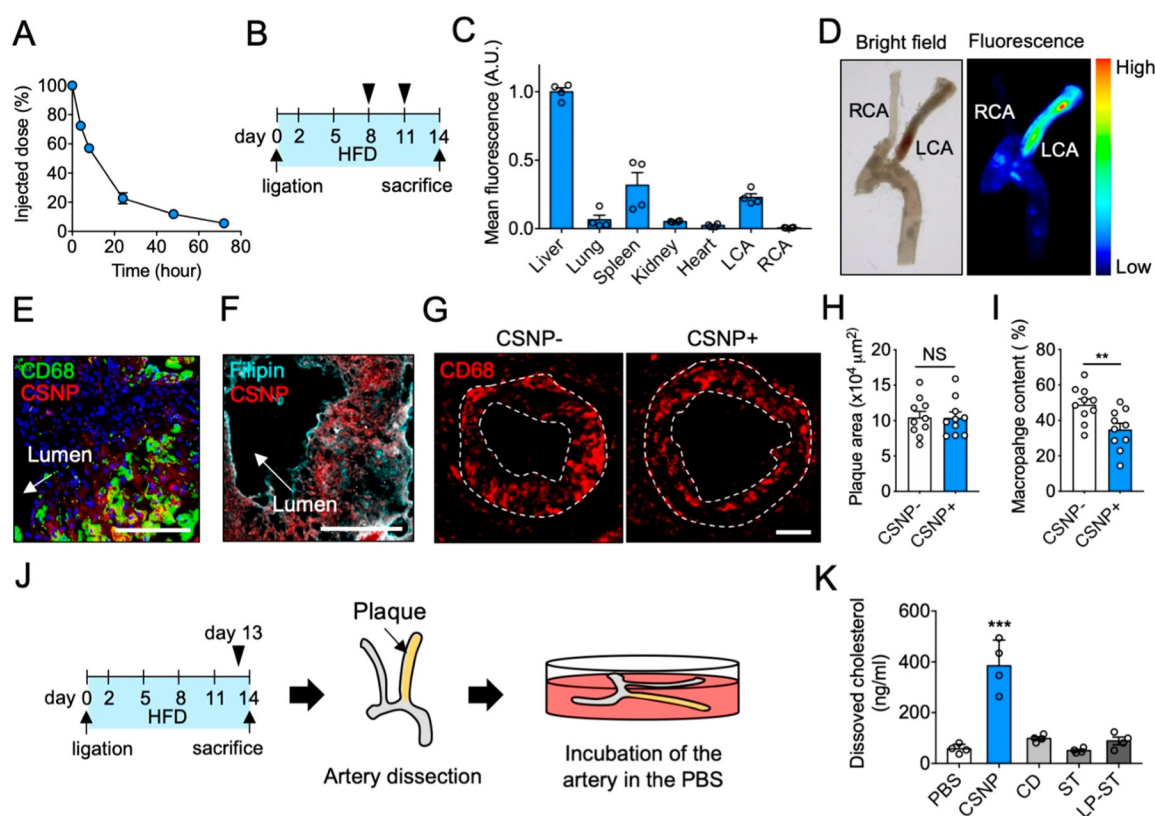 A
Injected dose (%)
100
80
60
40
20
0
0 20 40 60 80
Time (hour)
B
day 0 2 5 8 11 14
HFD
ligation sacrifice
C
Mean fluorescence (A.U.)
1.0
0.5
0.0
Liver
Lung
Spleen
Kidney
Heart
LCA
RCA
D
Bright field Fluorescence
RCA
LCA
RCA
LCA
High
Low
E
CD68
CSNP
Lumen
F
Filipin
CSNP
Lumen
G
CSNP- CSNP+
CD68
H
Plaque area (x10⁴ μm²)
20
15
10
5
0
NS
CSNP-
CSNP+
I
Macropahge content ( %)
80
60
40
20
0
**
CSNP-
CSNP+
J
day 13
day 0 2 5 8 11 14
HFD
ligation sacrifice
Plaque
Artery dissection
Incubation of the
artery in the PBS
K
Dissoved cholesterol
(ng/ml)
600
400
200
0
***
PBS
CSNP
CD
ST
LP-ST